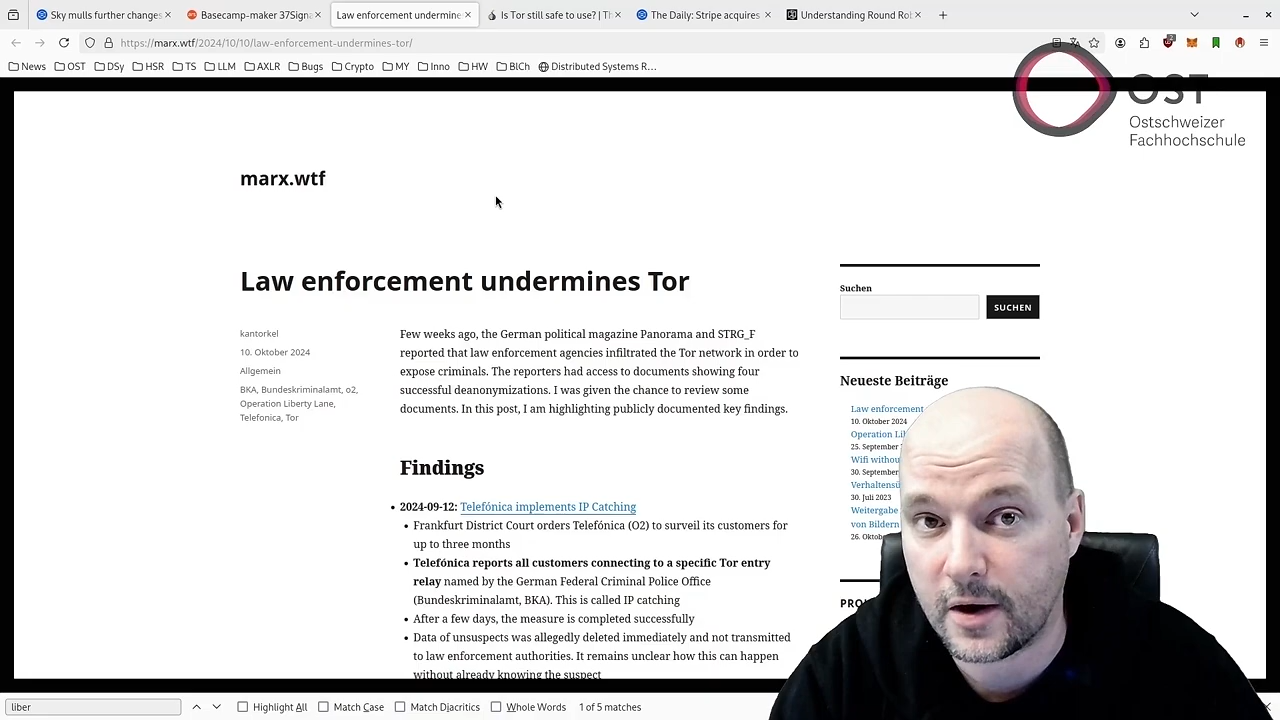 Sky mulls further changes
Basecamp-maker 37Signa
Law enforcement undermine
Is Tor still safe to use? | Th
The Daily: Stripe acquires
Understanding Round Rob
https://marx.wtf/2024/10/10/law-enforcement-undermines-tor/
News
OST
DSy
HSR
TS
LLM
AXLR
Bugs
Crypto
MY
Inno
HW
BlCh
Distributed Systems R…
OST
Ostschweizer
Fachhochschule
marx.wtf
Law enforcement undermines Tor
kantorkel
10. Oktober 2024
Allgemein
BKA, Bundeskriminalamt, o2,
Operation Liberty Lane,
Telefonica, Tor
Few weeks ago, the German political magazine Panorama and STRG_F
reported that law enforcement agencies infiltrated the Tor network in order to
expose criminals. The reporters had access to documents showing four
successful deanonymizations. I was given the chance to review some
documents. In this post, I am highlighting publicly documented key findings.
Findings
2024-09-12: Telefónica implements IP Catching
Frankfurt District Court orders Telefónica (O2) to surveil its customers for
up to three months
Telefónica reports all customers connecting to a specific Tor entry
relay named by the German Federal Criminal Police Office
(Bundeskriminalamt, BKA). This is called IP catching
After a few days, the measure is completed successfully
Data of unsuspects was allegedly deleted immediately and not transmitted
to law enforcement authorities. It remains unclear how this can happen
without already knowing the suspect
Suchen
SUCHEN
Neueste Beiträge
Law enforcement
10. Oktober 2024
Operation
25. September
Wifi
30. September
30. Juli 2023
Weitergabe
von Bildern
26.
liber
Highlight All
Match Case
Match Diacritics
Whole Words
1 of 5 matches